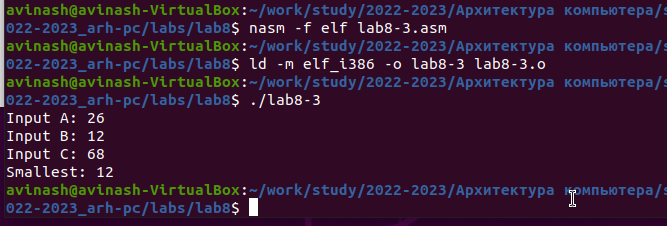 avinash@avinash-VirtualBox:~/work/study/2022-2023/Архитектура компьютера/s
022-2023_arh-pc/labs/lab8$ nasm -f elf lab8-3.asm
avinash@avinash-VirtualBox:~/work/study/2022-2023/Архитектура компьютера/s
022-2023_arh-pc/labs/lab8$ ld -m elf_i386 -o lab8-3 lab8-3.o
avinash@avinash-VirtualBox:~/work/study/2022-2023/Архитектура компьютера/s
022-2023_arh-pc/labs/lab8$ ./lab8-3
Input A: 26
Input B: 12
Input C: 68
Smallest: 12
avinash@avinash-VirtualBox:~/work/study/2022-2023/Архитектура компьютера/s
022-2023_arh-pc/labs/lab8$